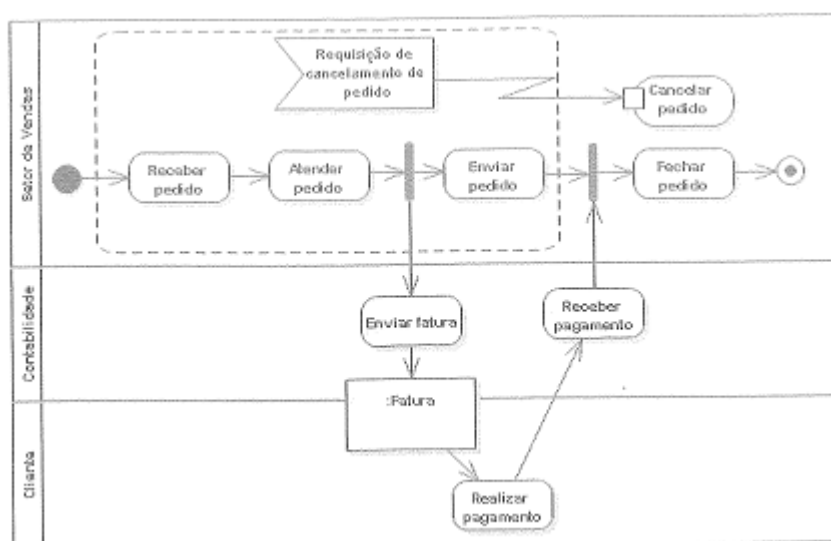 Setor de Vendas
Requisição de
cancelamento de
pedido
Cancelar
pedido
Receber
pedido
Atender
pedido
Enviar
pedido
Fechar
pedido
Contabilidade
Enviar fatura
Receber
pagamento
:Fatura
Cliente
Realizar
pagamento